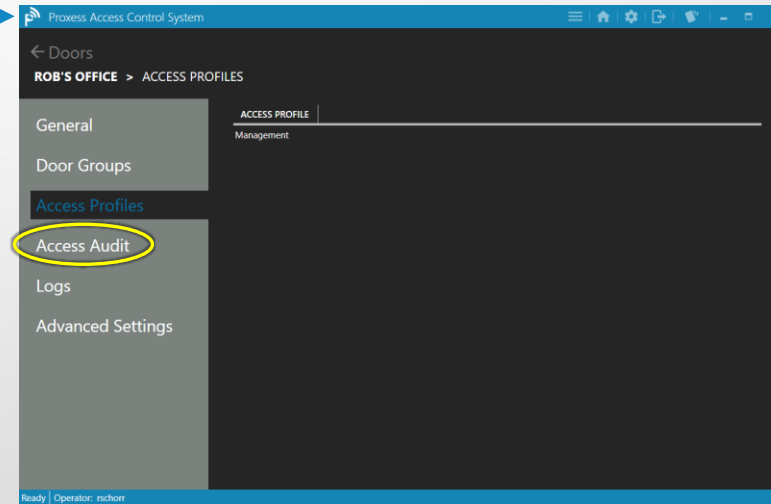 Proxess Access Control System
Doors
ROB'S OFFICE > ACCESS PROFILES
General
Door Groups
Access Profiles
Access Audit
Logs
Advanced Settings
ACCESS PROFILE
Management
Ready Operator: rschorr